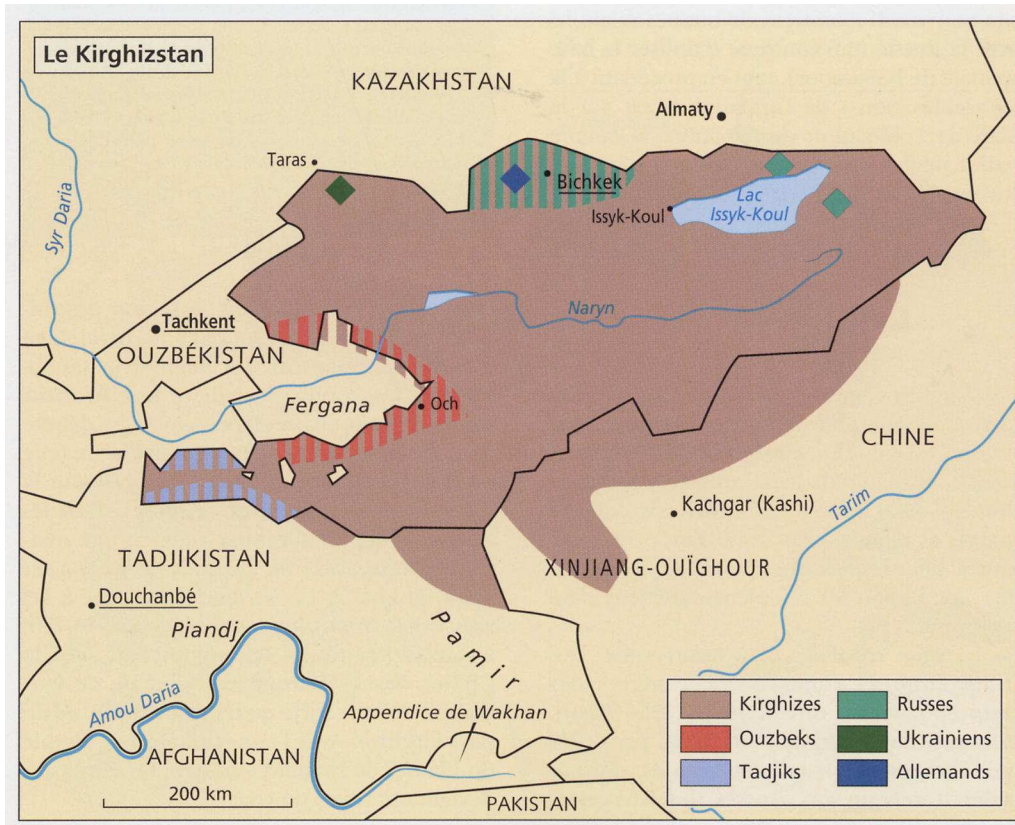 Le Kirghizstan
KAZAKHSTAN
Almaty
Taras
Bichkek
Issyk-Koul
Lac
Issyk-Koul
Syr Daria
Naryn
Tachkent
OUZBÉKISTAN
Fergana
Och
CHINE
Kachgar (Kashi)
Tarim
TADJIKISTAN
XINJIANG-OUÏGHOUR
Douchanbé
Piandj
Pamir
Amou Daria
Appendice de Wakhan
AFGHANISTAN
200 km
PAKISTAN
Kirghizes
Russes
Ouzbeks
Ukrainiens
Tadjiks
Allemands